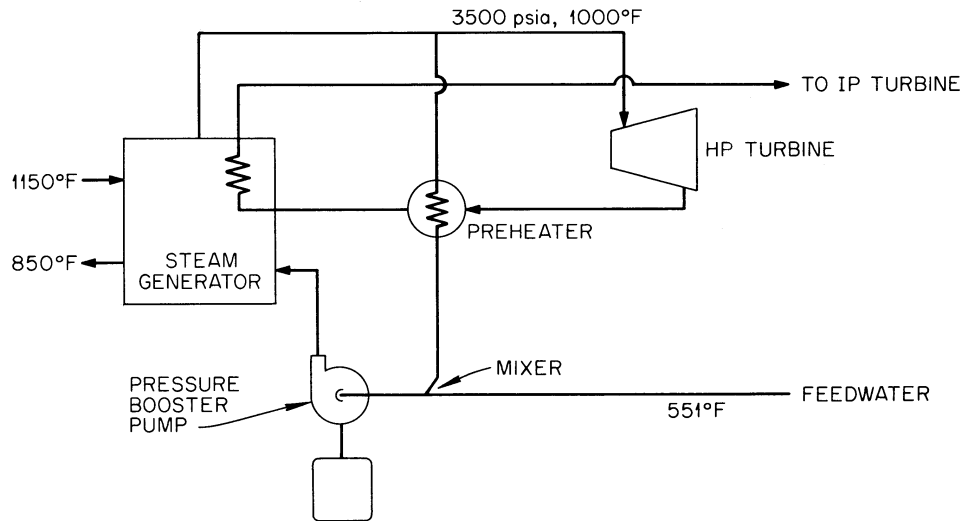 3500 psia, 1000°F
TO IP TURBINE
HP TURBINE
1150°F
PREHEATER
850°F
STEAM
GENERATOR
MIXER
PRESSURE
BOOSTER
PUMP
FEEDWATER
551°F